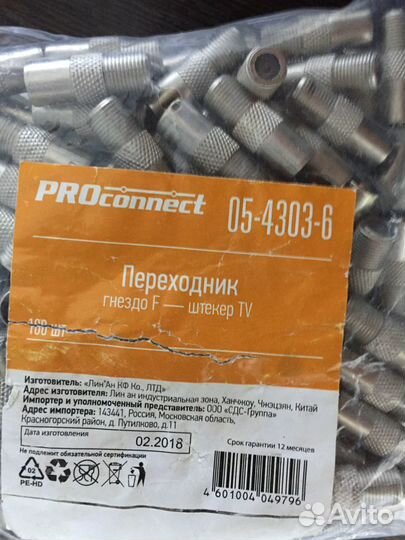 PROconnect
05-4303-6
Переходник
гнездо F — штекер TV
100 шт
Изготовитель: «Лин'Ан КФ Ко., ЛТД»
Адрес изготовителя: Лин ан индустриальная зона, Ханчжоу, Чжэцзян, Китай
Импортер и уполномоченный представитель: ООО «СДС-Группа»
Адрес импортера: 143441, Россия, Московская область,
Красногорский район, д. Путилково, д.11
Дата изготовления
02.2018
Срок гарантии 12 месяцев
Не подлежит обязательной сертификации
02
PE-HD
4 601004 049796
Avito